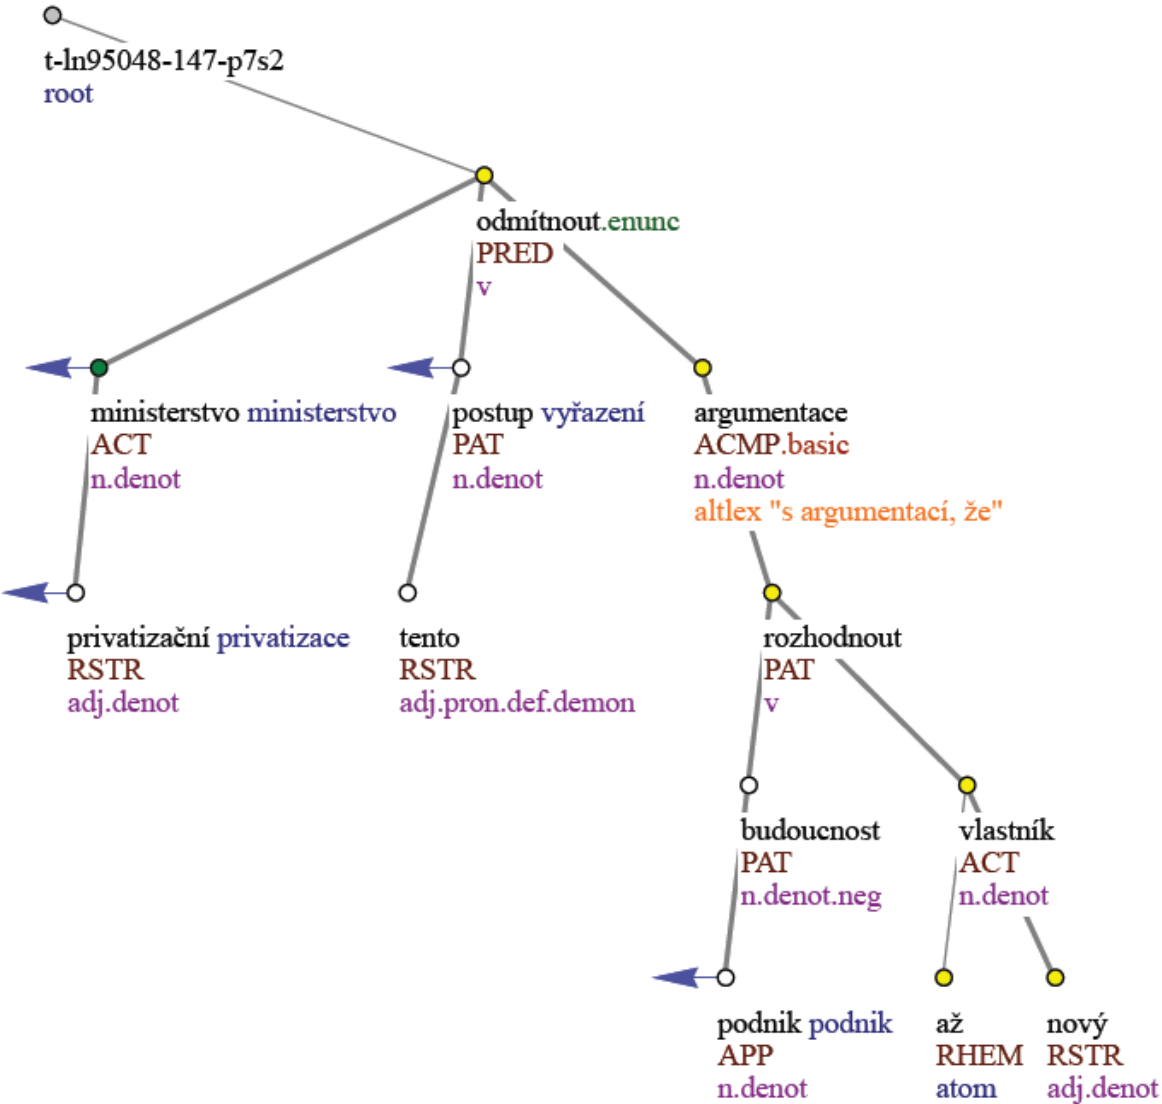 t-ln95048-147-p7s2
root
odmítnout.enunc
PRED
v
ministerstvo ministerstvo
ACT
n.denot
postup vyřazení
PAT
n.denot
argumentace
ACMP.basic
n.denot
altlex "s argumentací, že"
privatizační privatizace
RSTR
adj.denot
tento
RSTR
adj.pron.def.demon
rozhodnout
PAT
v
budoucnost
PAT
n.denot.neg
vlastník
ACT
n.denot
podnik podnik
APP
n.denot
až
RHEM
atom
nový
RSTR
adj.denot